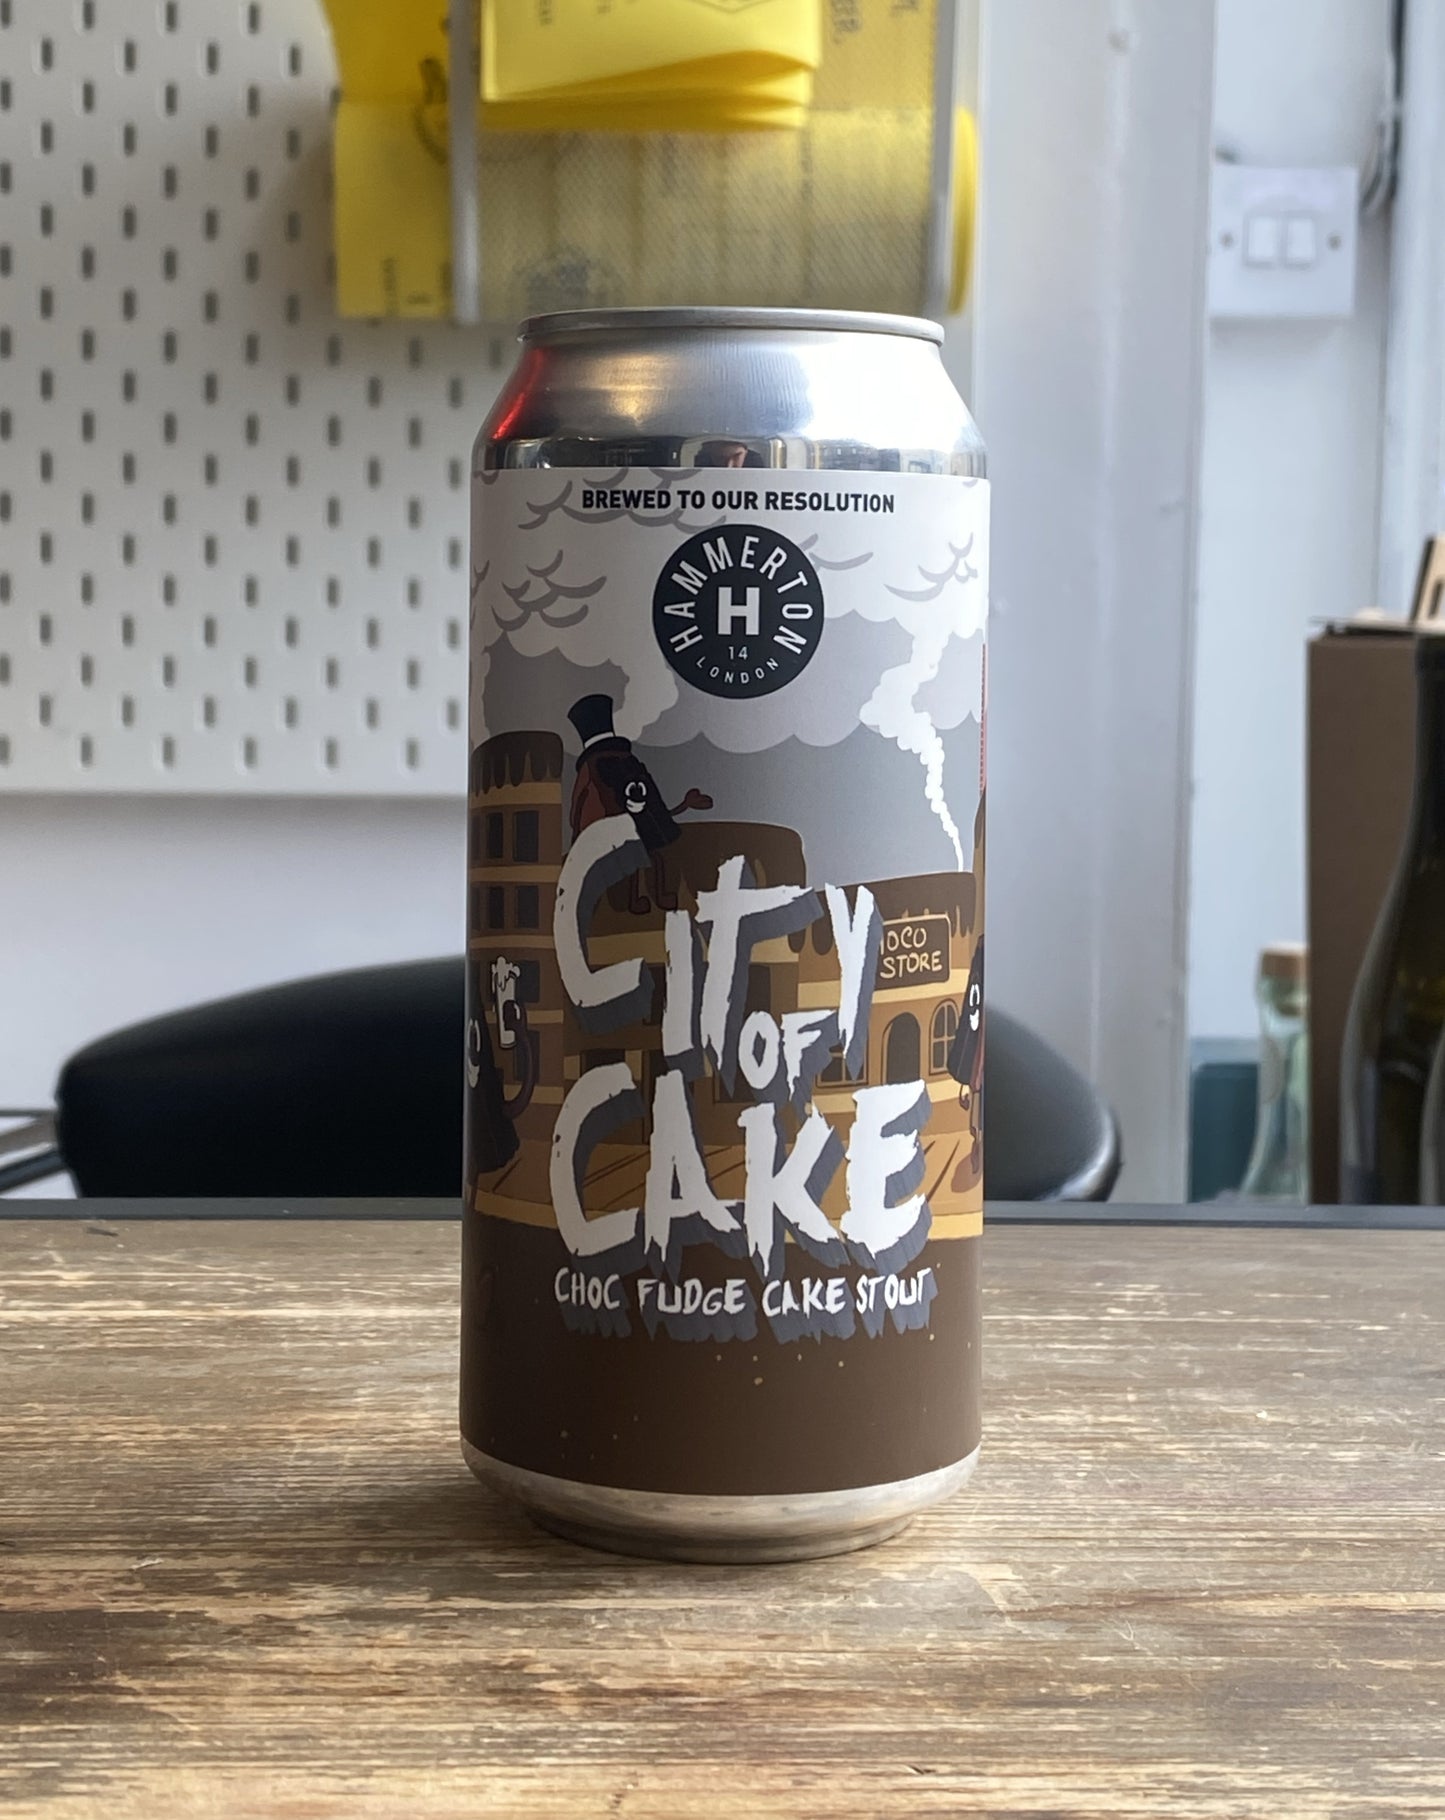 BREWED TO OUR RESOLUTION
HAMMERTON
H
14
LONDON
CITY
OF
CAKE
STORE
CHOC FUDGE CAKE STOUT